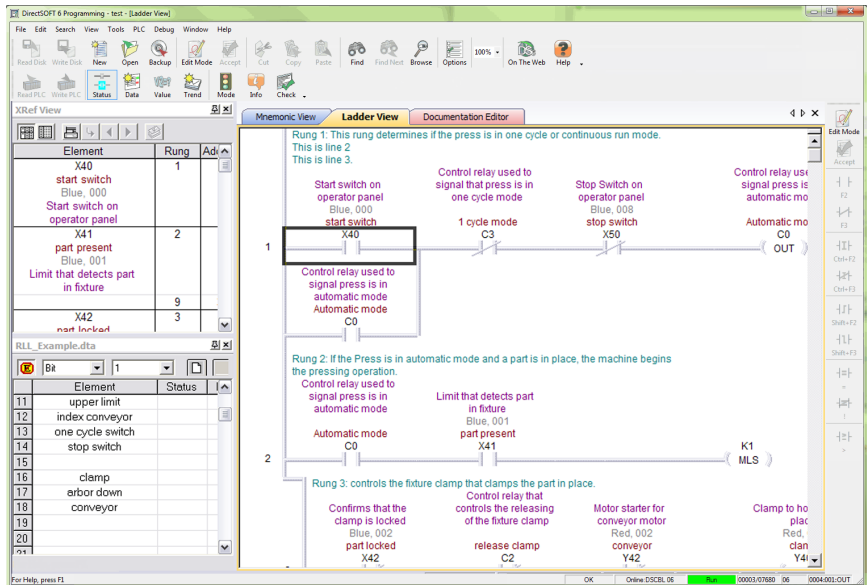 DirectSOFT 6 Programming - test - [Ladder View]
File Edit Search View Tools PLC Debug Window Help
Read Disk Write Disk New Open Backup Edit Mode Accept Cut Copy Paste Find Find Next Browse Options 100% On The Web Help
Read PLC Write PLC Status Data Value Trend Mode Info Check
XRef View
Element Rung
X40 1
start switch
Blue, 000
Start switch on
operator panel
X41 2
part present
Blue, 001
Limit that detects part
in fixture
9
X42 3
part locked
RLL_Example.dta
Bit 1
Element Status
11 upper limit
12 index conveyor
13 one cycle switch
14 stop switch
15
16 clamp
17 arbor down
18 conveyor
19
20
21
Mnemonic View Ladder View Documentation Editor
Rung 1: This rung determines if the press is in one cycle or continuous run mode.
This is line 2
This is line 3.
Control relay used to Control relay use
Start switch on signal that press is in Stop Switch on signal press is
operator panel one cycle mode operator panel automatic mo
Blue, 000 Blue, 008
start switch 1 cycle mode stop switch Automatic mo
X40 C3 X50 C0
1 OUT
Control relay used to
signal press is in
automatic mode
Automatic mode
C0
Rung 2: If the Press is in automatic mode and a part is in place, the machine begins
the pressing operation.
Control relay used to
signal press is in Limit that detects part
automatic mode in fixture
Blue, 001
Automatic mode part present
C0 X41 K1
2 MLS
Rung 3: controls the fixture clamp that clamps the part in place.
Control relay that
Confirms that the controls the releasing Motor starter for Clamp to ho
clamp is locked of the fixture clamp conveyor motor plac
Blue, 002 Red, 002 Red,
part locked release clamp conveyor clan
X42 C2 Y42
Edit Mode
Accept
F2
F3
Ctrl+F2
Ctrl+F3
Shift+F2
Shift+F3
For Help, press F1 OK Online:DSCBL 06 Run 00003/07680 06 0004:001:OUT